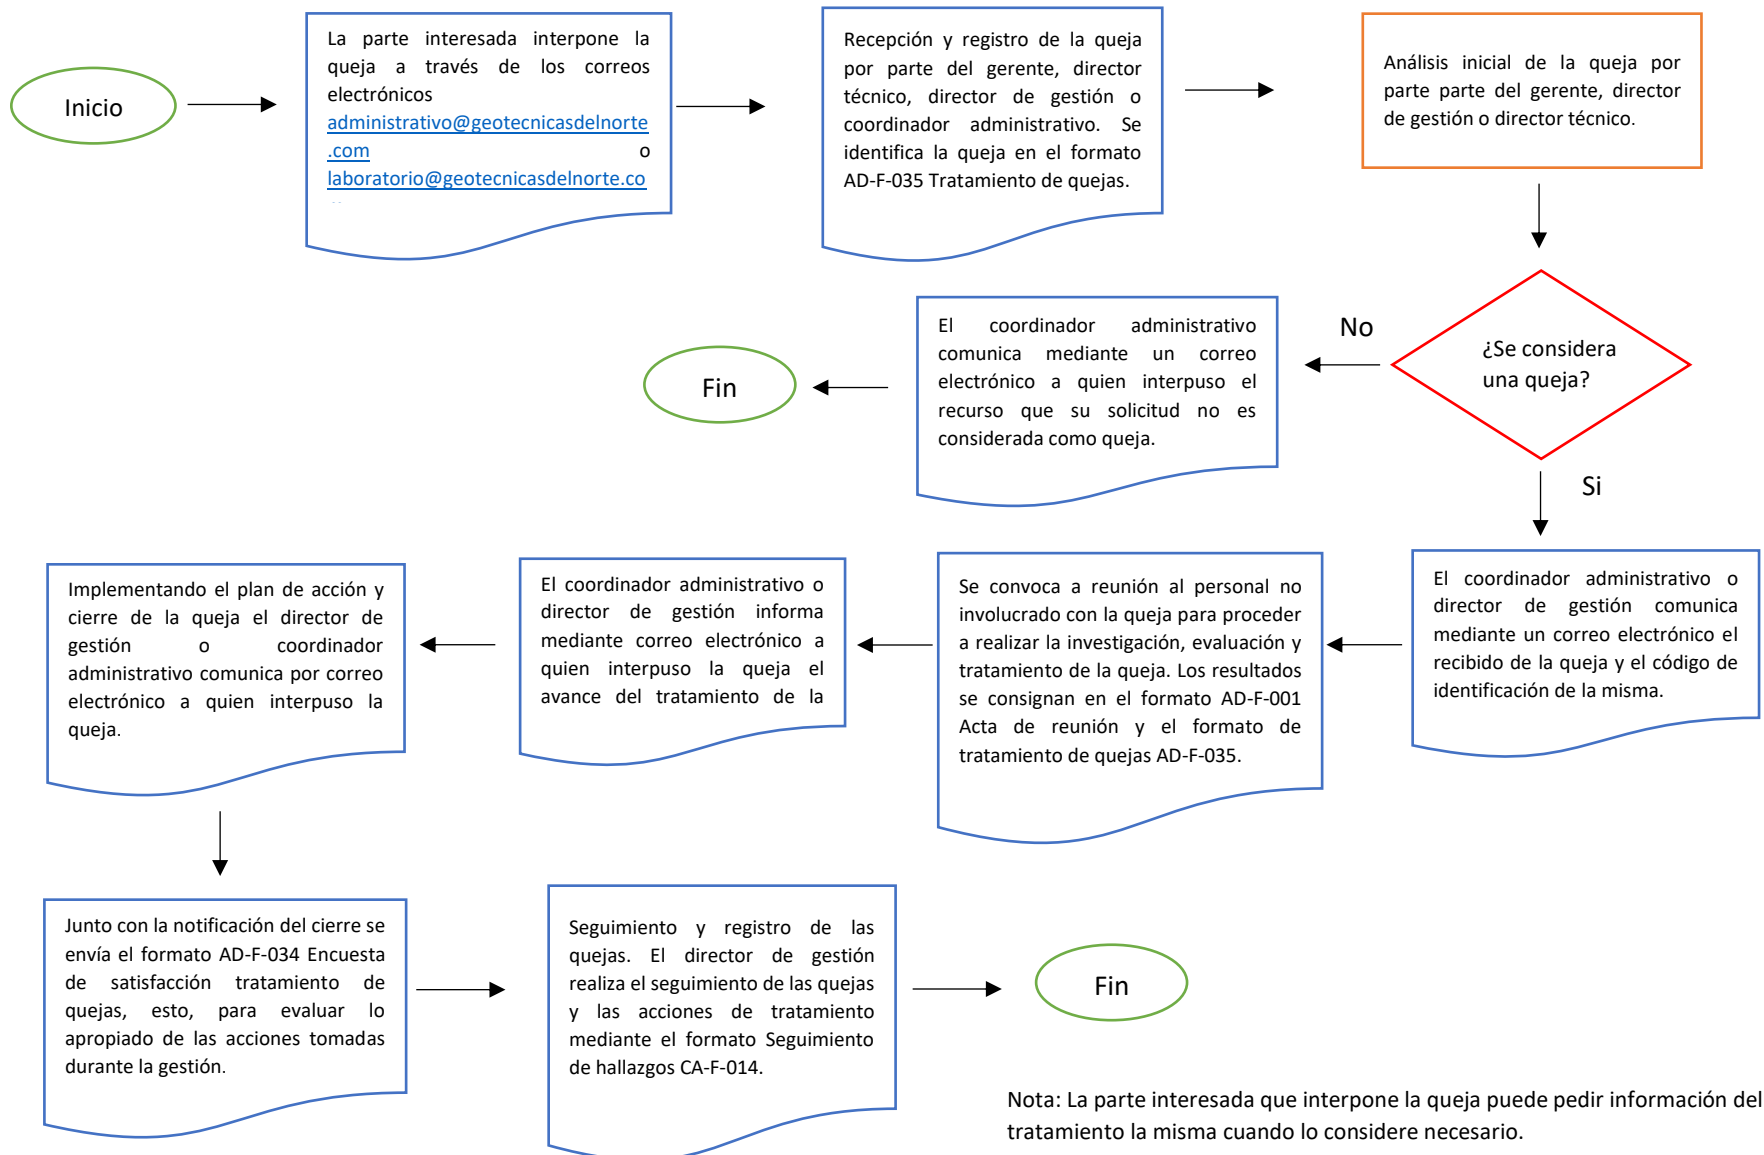 Inicio
La parte interesada interpone la
queja a través de los correos
electrónicos
administrativo@geotecnicasdelnorte
.com o
laboratorio@geotecnicasdelnorte.co
Recepción y registro de la queja
por parte del gerente, director
técnico, director de gestión o
coordinador administrativo. Se
identifica la queja en el formato
AD-F-035 Tratamiento de quejas.
Análisis inicial de la queja por
parte parte del gerente, director
de gestión o director técnico.
¿Se considera
una queja?
No
El coordinador administrativo
comunica mediante un correo
electrónico a quien interpuso el
recurso que su solicitud no es
considerada como queja.
Fin
Si
El coordinador administrativo o
director de gestión comunica
mediante un correo electrónico el
recibido de la queja y el código de
identificación de la misma.
Se convoca a reunión al personal no
involucrado con la queja para proceder
a realizar la investigación, evaluación y
tratamiento de la queja. Los resultados
se consignan en el formato AD-F-001
Acta de reunión y el formato de
tratamiento de quejas AD-F-035.
El coordinador administrativo o
director de gestión informa
mediante correo electrónico a
quien interpuso la queja el
avance del tratamiento de la
Implementando el plan de acción y
cierre de la queja el director de
gestión o coordinador
administrativo comunica por correo
electrónico a quien interpuso la
queja.
Junto con la notificación del cierre se
envía el formato AD-F-034 Encuesta
de satisfacción tratamiento de
quejas, esto, para evaluar lo
apropiado de las acciones tomadas
durante la gestión.
Seguimiento y registro de las
quejas. El director de gestión
realiza el seguimiento de las quejas
y las acciones de tratamiento
mediante el formato Seguimiento
de hallazgos CA-F-014.
Fin
Nota: La parte interesada que interpone la queja puede pedir información del
tratamiento la misma cuando lo considere necesario.